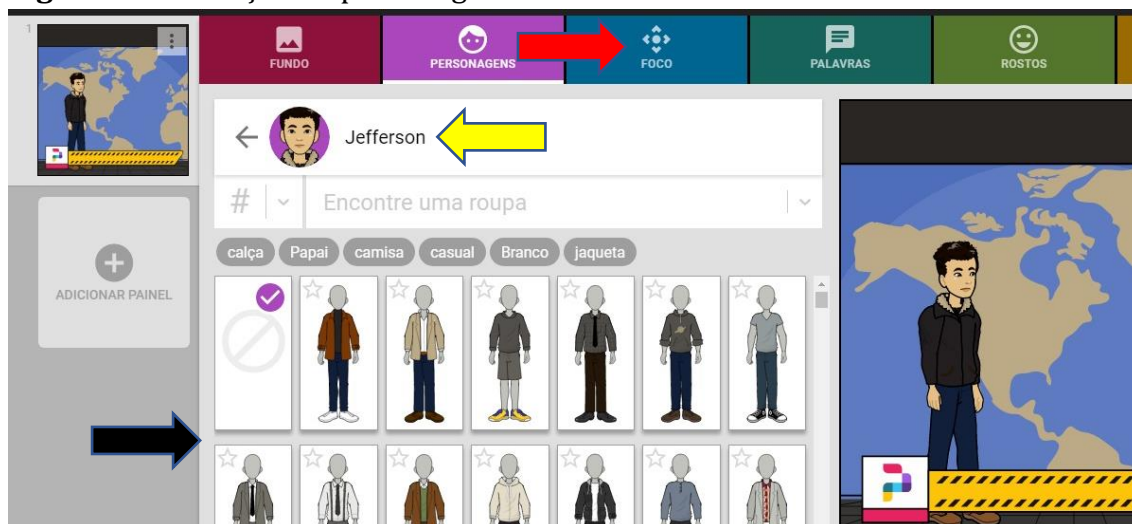 1
FUNDO
PERSONAGENS
FOCO
PALAVRAS
ROSTOS
Jefferson
# Encontre uma roupa
calça Papai camisa casual Branco jaqueta
ADICIONAR PAINEL